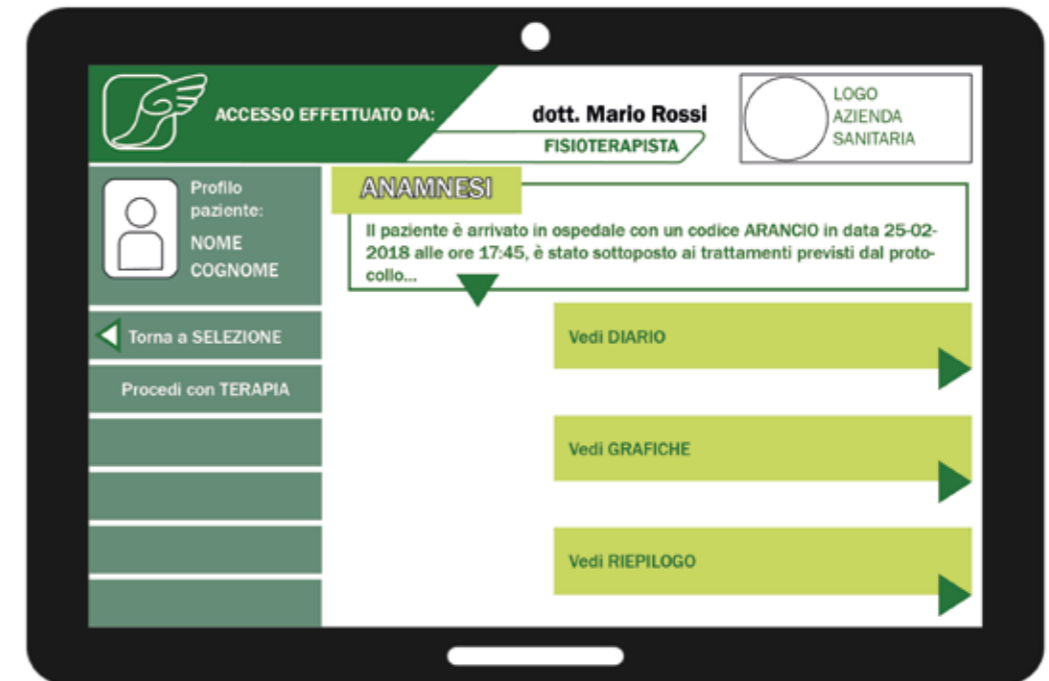 ACCESSO EFFETTUATO DA:
dott. Mario Rossi
FISIOTERAPISTA
LOGO
AZIENDA
SANITARIA
Profilo
paziente:
NOME
COGNOME
Torna a SELEZIONE
Procedi con TERAPIA
ANAMNESI
Il paziente è arrivato in ospedale con un codice ARANCIO in data 25-02-
2018 alle ore 17:45, è stato sottoposto ai trattamenti previsti dal proto-
collo...
Vedi DIARIO
Vedi GRAFICHE
Vedi RIEPILOGO